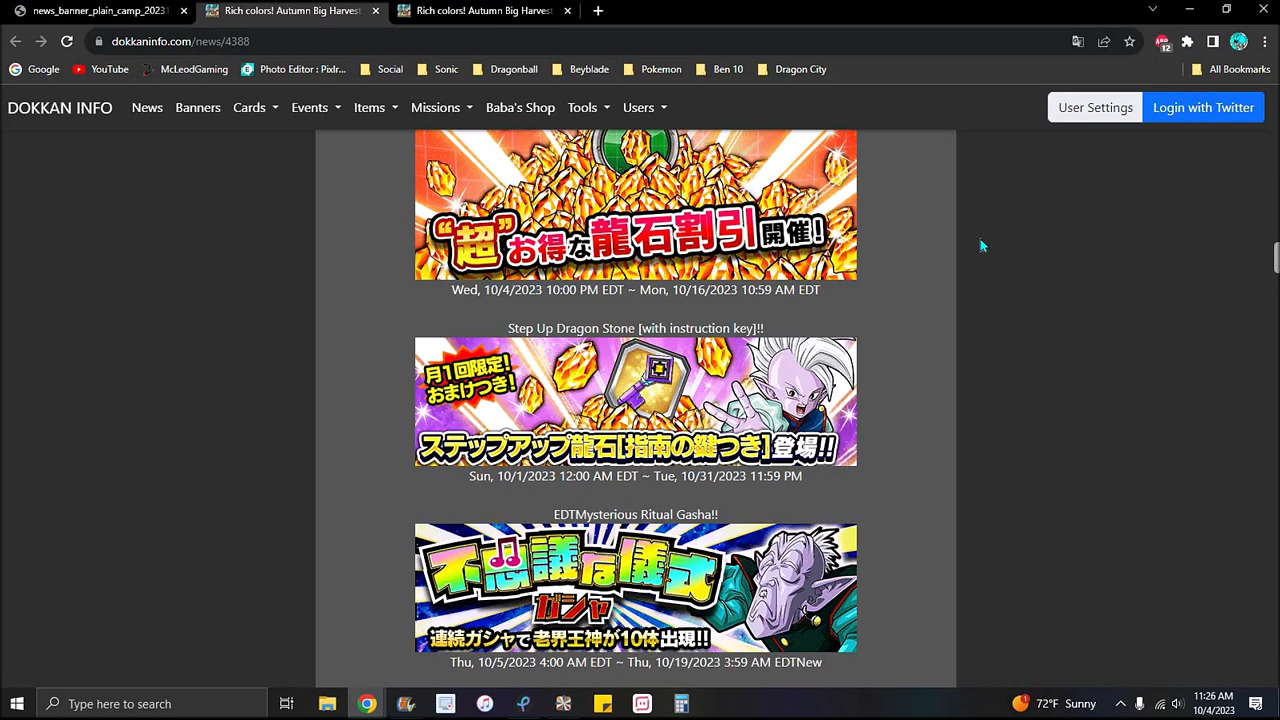 news_banner_plain_camp_20231
Rich colors! Autumn Big Harvest
Rich colors! Autumn Big Harvest
dokkaninfo.com/news/4388
12
Google
YouTube
McLeodGaming
Photo Editor : Pixlr...
Social
Sonic
Dragonball
Beyblade
Pokemon
Ben 10
Dragon City
All Bookmarks
DOKKAN INFO
News
Banners
Cards
Events
Items
Missions
Baba's Shop
Tools
Users
User Settings
Login with Twitter
“超”お得な龍石割引開催!
Wed, 10/4/2023 10:00 PM EDT ~ Mon, 10/16/2023 10:59 AM EDT
Step Up Dragon Stone [with instruction key]!!
月1回限定!
おまけつき!
ステップアップ龍石[指南の鍵つき]登場!!
Sun, 10/1/2023 12:00 AM EDT ~ Tue, 10/31/2023 11:59 PM
EDTMysterious Ritual Gasha!!
不思議な儀式
ガシャ
連続ガシャで老界王神が10体出現!!
Thu, 10/5/2023 4:00 AM EDT ~ Thu, 10/19/2023 3:59 AM EDTNew
Type here to search
1
72°F Sunny
11:26 AM
10/4/2023